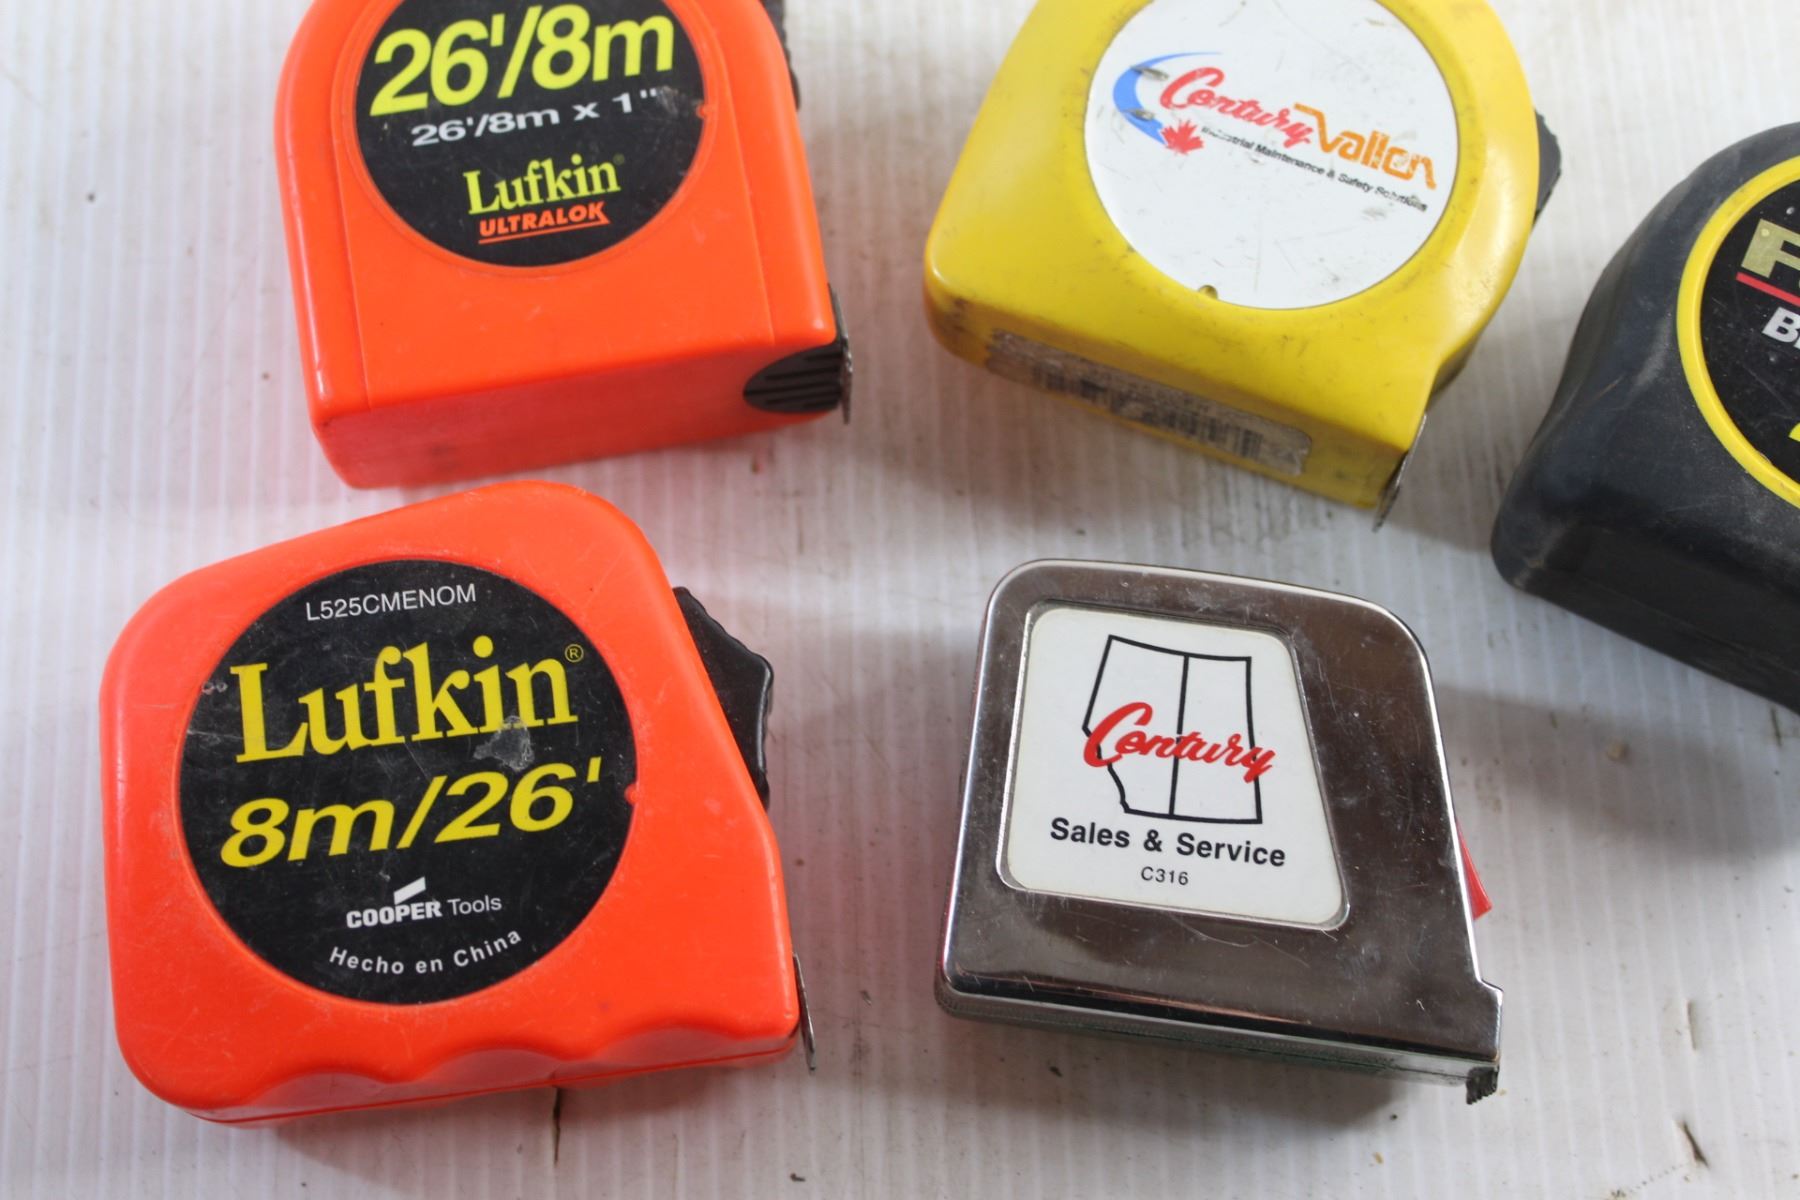 26'/8m
26'/8m x 1"
Lufkin®
ULTRALOK
Century Vallen
Industrial Maintenance & Safety Solutions
L525CMENOM
Lufkin®
8m/26'
COOPER Tools
Hecho en China
Century
Sales & Service
C316